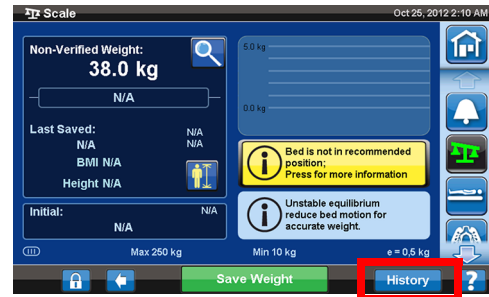 Scale
Oct 25, 2012 2:10 AM
Non-Verified Weight:
38.0 kg
N/A
Last Saved:
N/A
N/A
N/A
BMI N/A
Height N/A
Initial:
N/A
N/A
5.0 kg
0.0 kg
Bed is not in recommended
position;
Press for more information
Unstable equilibrium
reduce bed motion for
accurate weight.
III
Max 250 kg
Min 10 kg
e = 0,5 kg
Save Weight
History
?